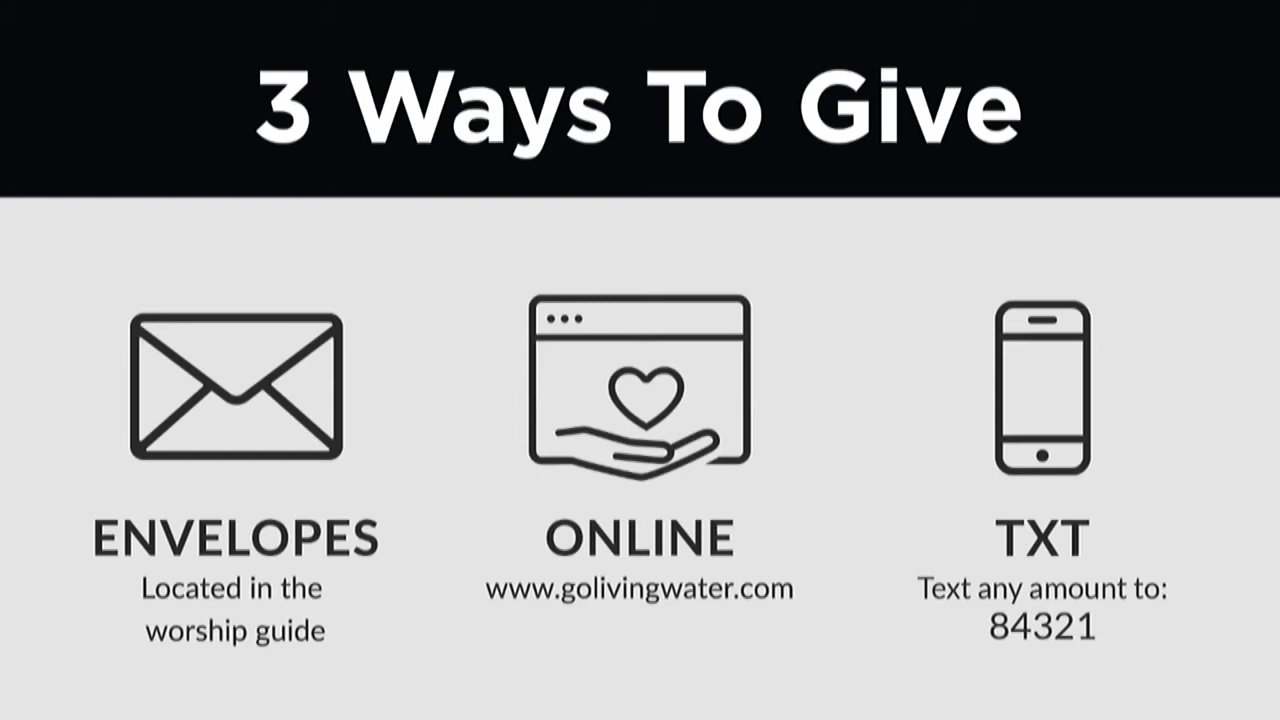 3 Ways To Give
ENVELOPES
Located in the
worship guide
ONLINE
www.golivingwater.com
TXT
Text any amount to:
84321